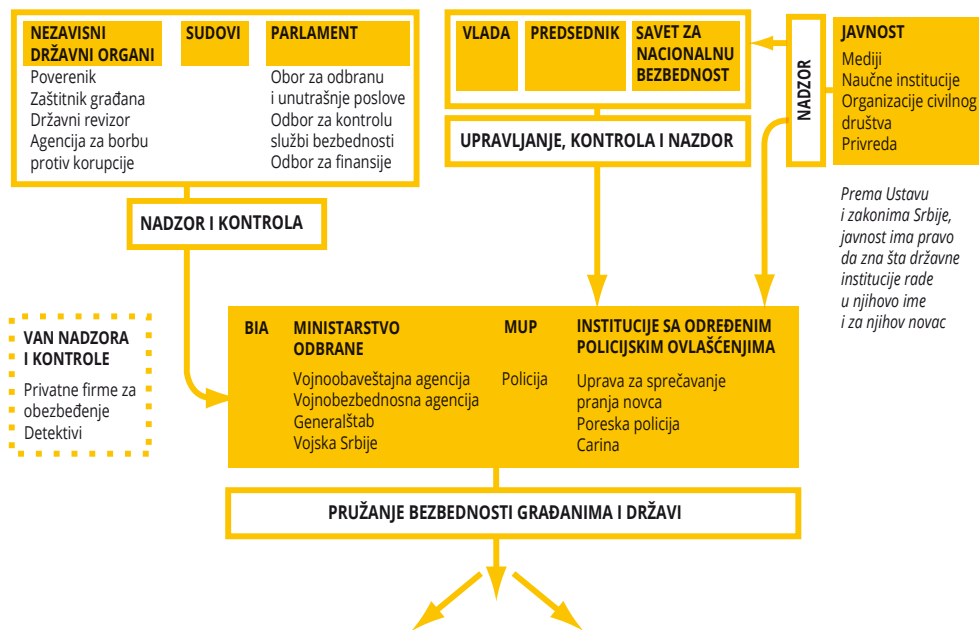 NEZAVISNI
DRŽAVNI ORGANI
Poverenik
Zaštitnik građana
Državni revizor
Agencija za borbu
protiv korupcije
SUDOVI
PARLAMENT
Obor za odbranu
i unutrašnje poslove
Odbor za kontrolu
službi bezbednosti
Odbor za finansije
NADZOR I KONTROLA
VLADA
PREDSEDNIK
SAVET ZA
NACIONALNU
BEZBEDNOST
UPRAVLJANJE, KONTROLA I NAZDOR
NADZOR
JAVNOST
Mediji
Naučne institucije
Organizacije civilnog
društva
Privreda
Prema Ustavu
i zakonima Srbije,
javnost ima pravo
da zna šta državne
institucije rade
u njihovo ime
i za njihov novac
VAN NADZORA
I KONTROLE
Privatne firme za
obezbeđenje
Detektivi
BIA
MINISTARSTVO
ODBRANE
Vojnoobaveštajna agencija
Vojnobezbednosna agencija
Generalštab
Vojska Srbije
MUP
Policija
INSTITUCIJE SA ODREĐENIM
POLICIJSKIM OVLAŠĆENJIMA
Uprava za sprečavanje
pranja novca
Poreska policija
Carina
PRUŽANJE BEZBEDNOSTI GRAĐANIMA I DRŽAVI